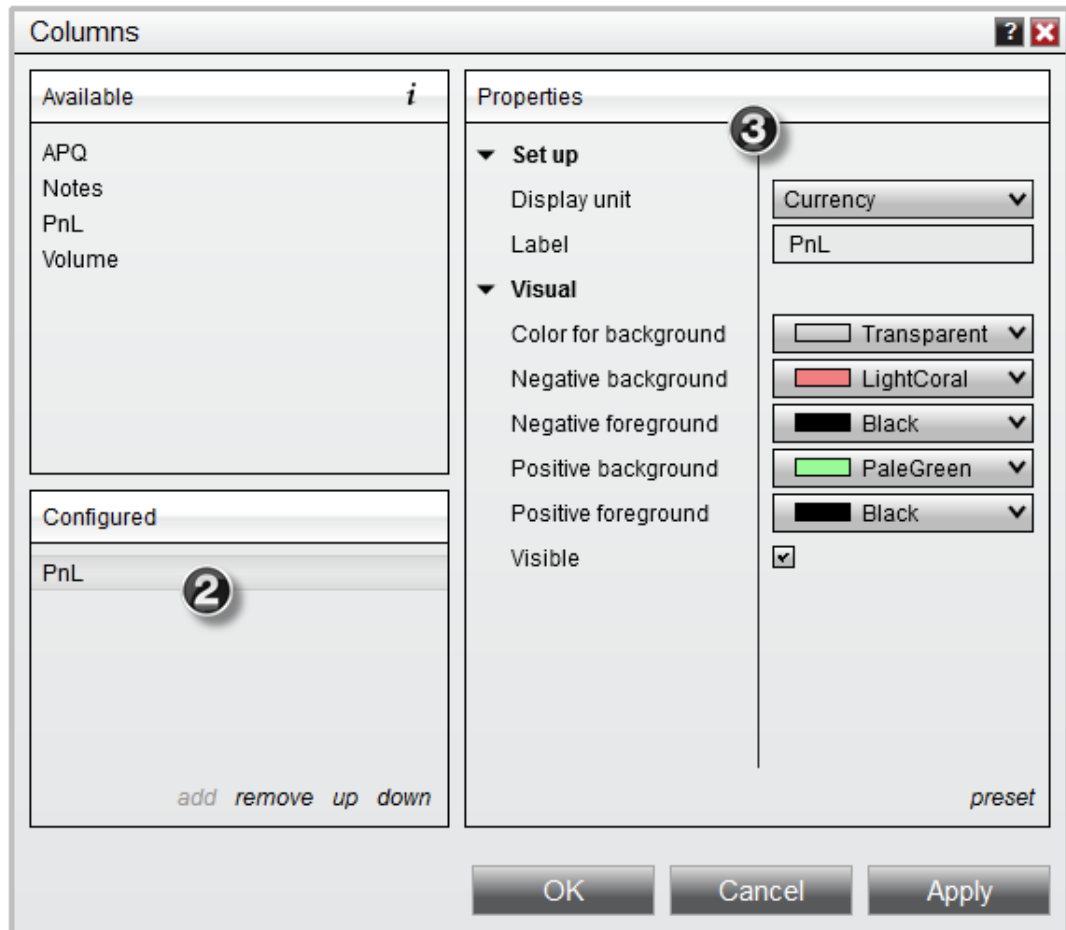 Columns ?
Available i
APQ
Notes
PnL
Volume
Configured
PnL
2
add remove up down
Properties
3
Set up
Display unit Currency
Label PnL
Visual
Color for background Transparent
Negative background LightCoral
Negative foreground Black
Positive background PaleGreen
Positive foreground Black
Visible
preset
OK Cancel Apply